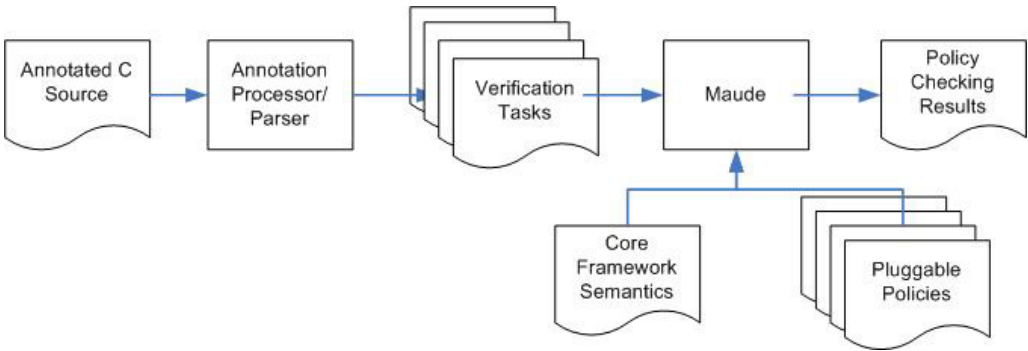 Annotated C
Source
Annotation
Processor/
Parser
Verification
Tasks
Maude
Policy
Checking
Results
Core
Framework
Semantics
Pluggable
Policies